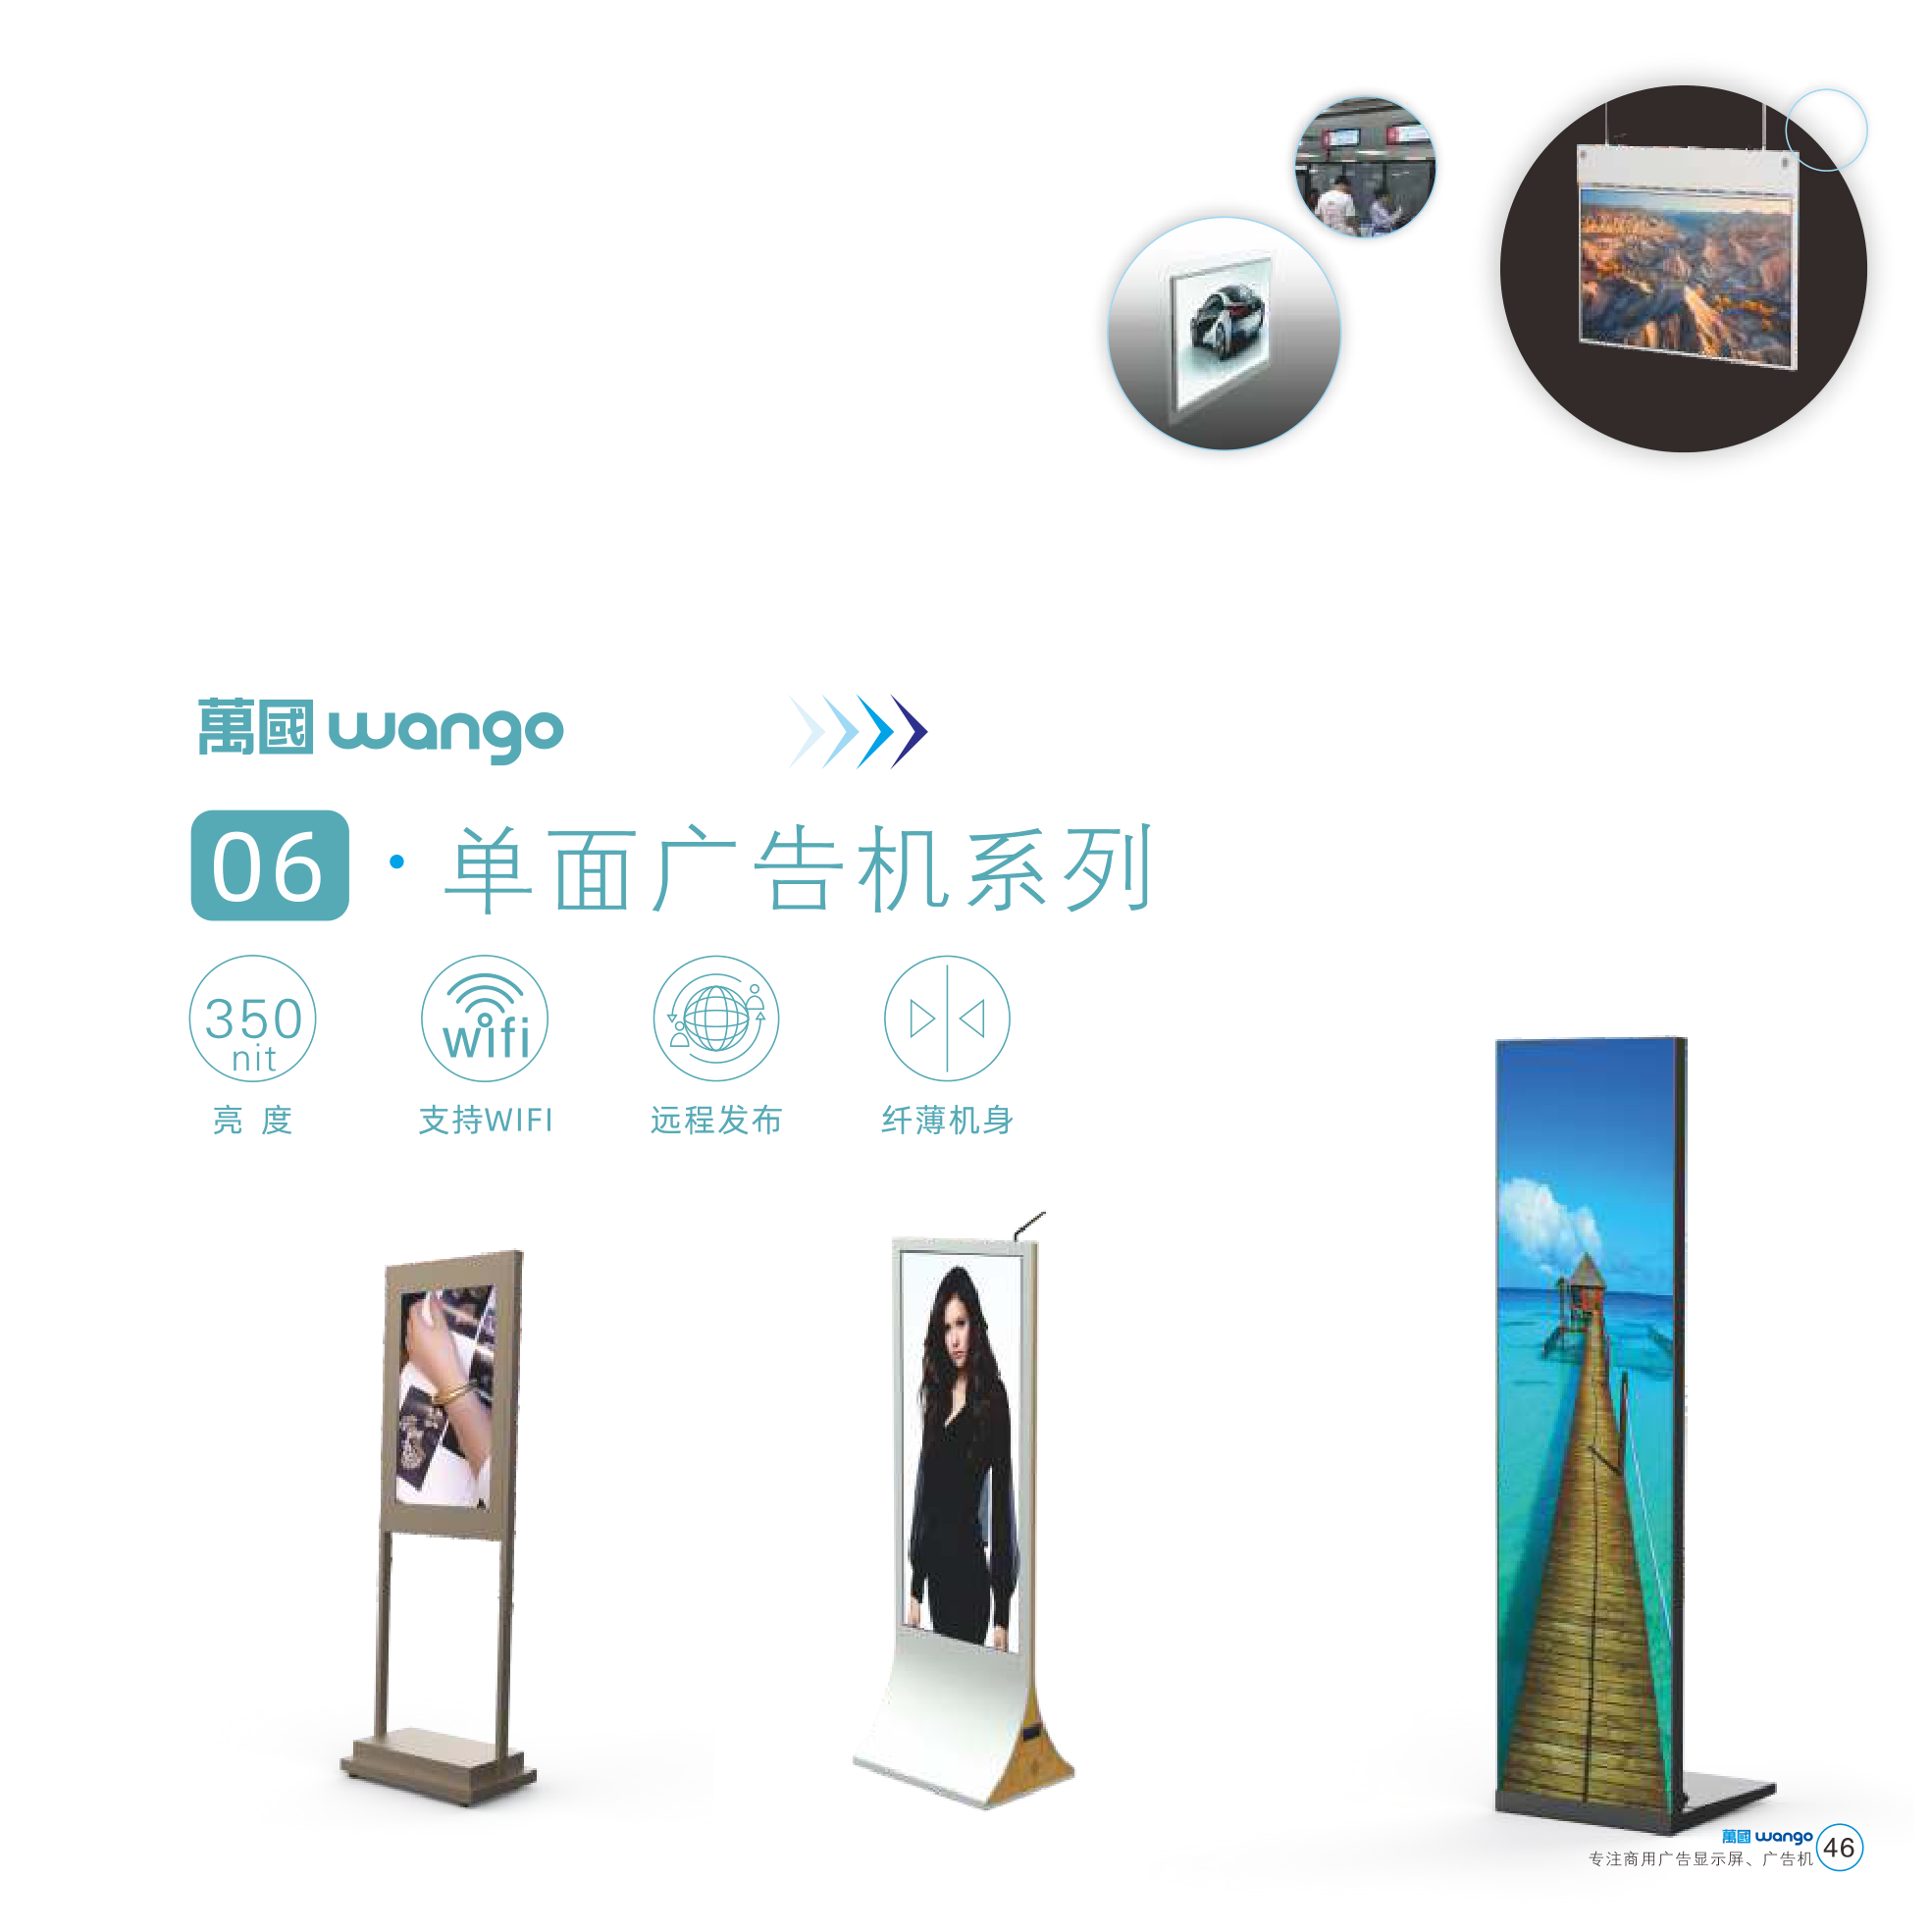 萬國 wango
06 · 单面广告机系列
350
nit
wifi
亮 度
支持WIFI
远程发布
纤薄机身
萬國 wango
专注商用广告显示屏、广告机
46